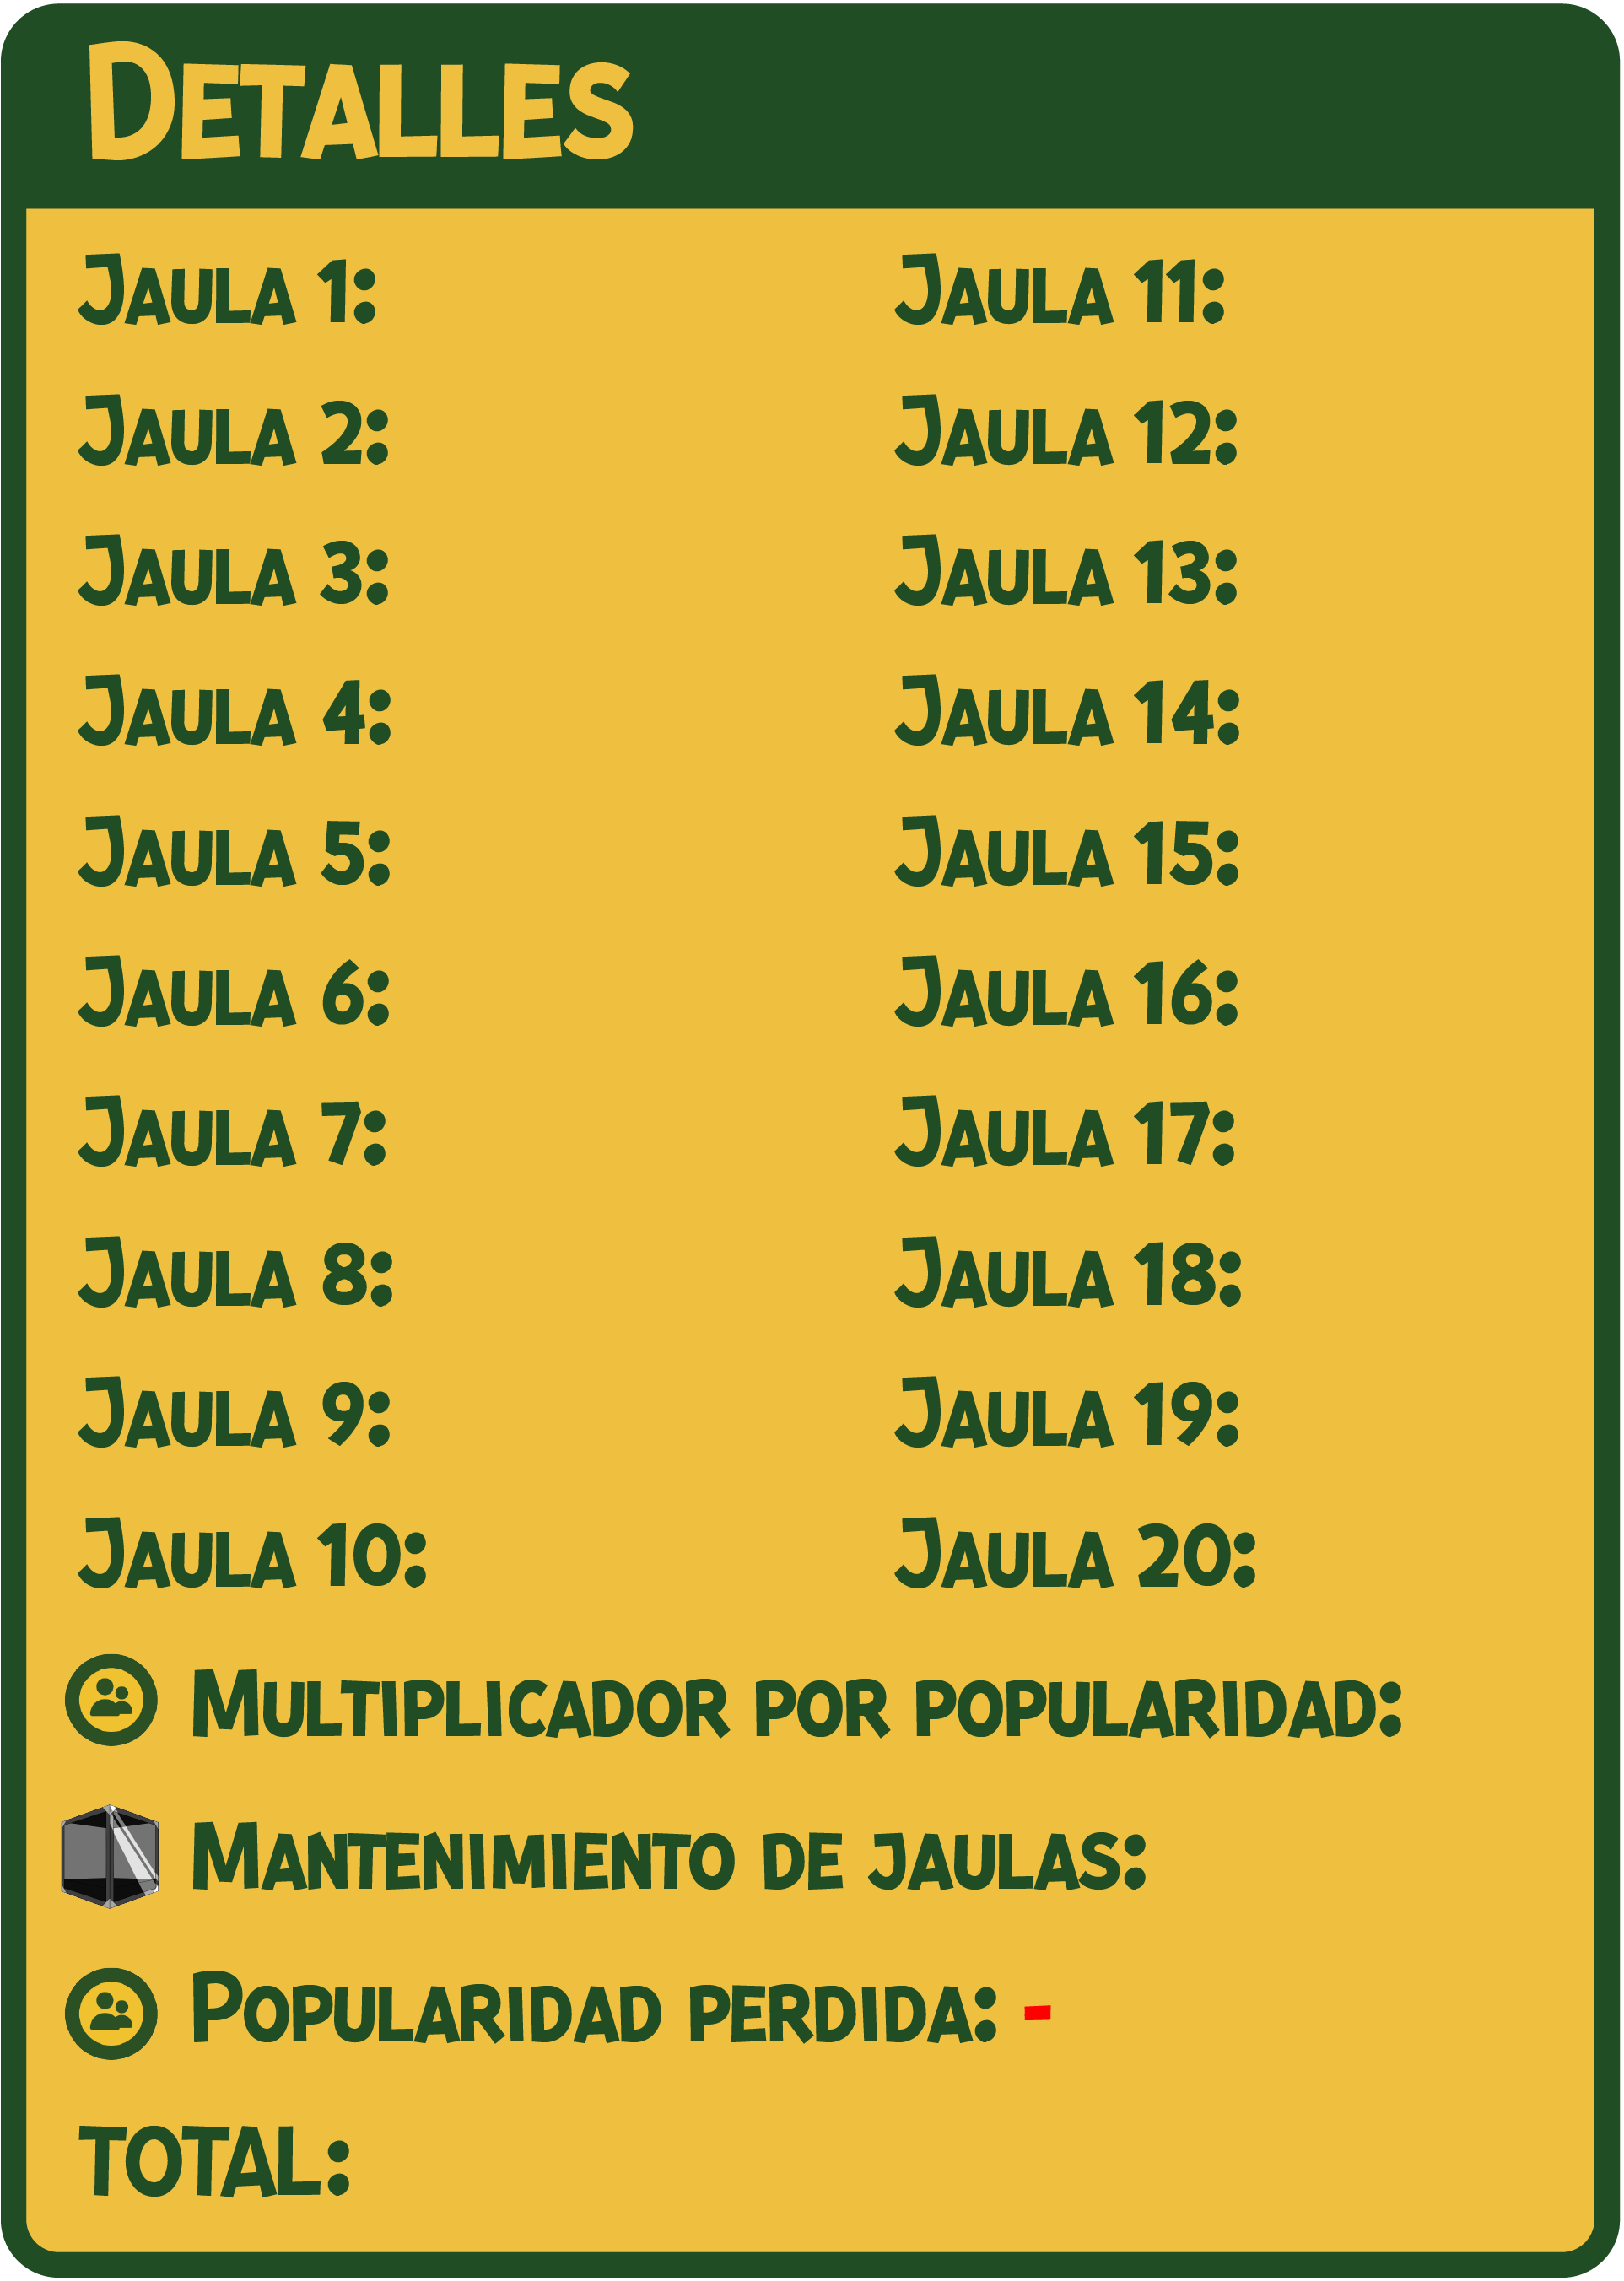 Detalles
Jaula 1:
Jaula 2:
Jaula 3:
Jaula 4:
Jaula 5:
Jaula 6:
Jaula 7:
Jaula 8:
Jaula 9:
Jaula 10:
Jaula 11:
Jaula 12:
Jaula 13:
Jaula 14:
Jaula 15:
Jaula 16:
Jaula 17:
Jaula 18:
Jaula 19:
Jaula 20:
Multiplicador por popularidad:
Mantenimiento de jaulas:
Popularidad perdida: -
TOTAL: